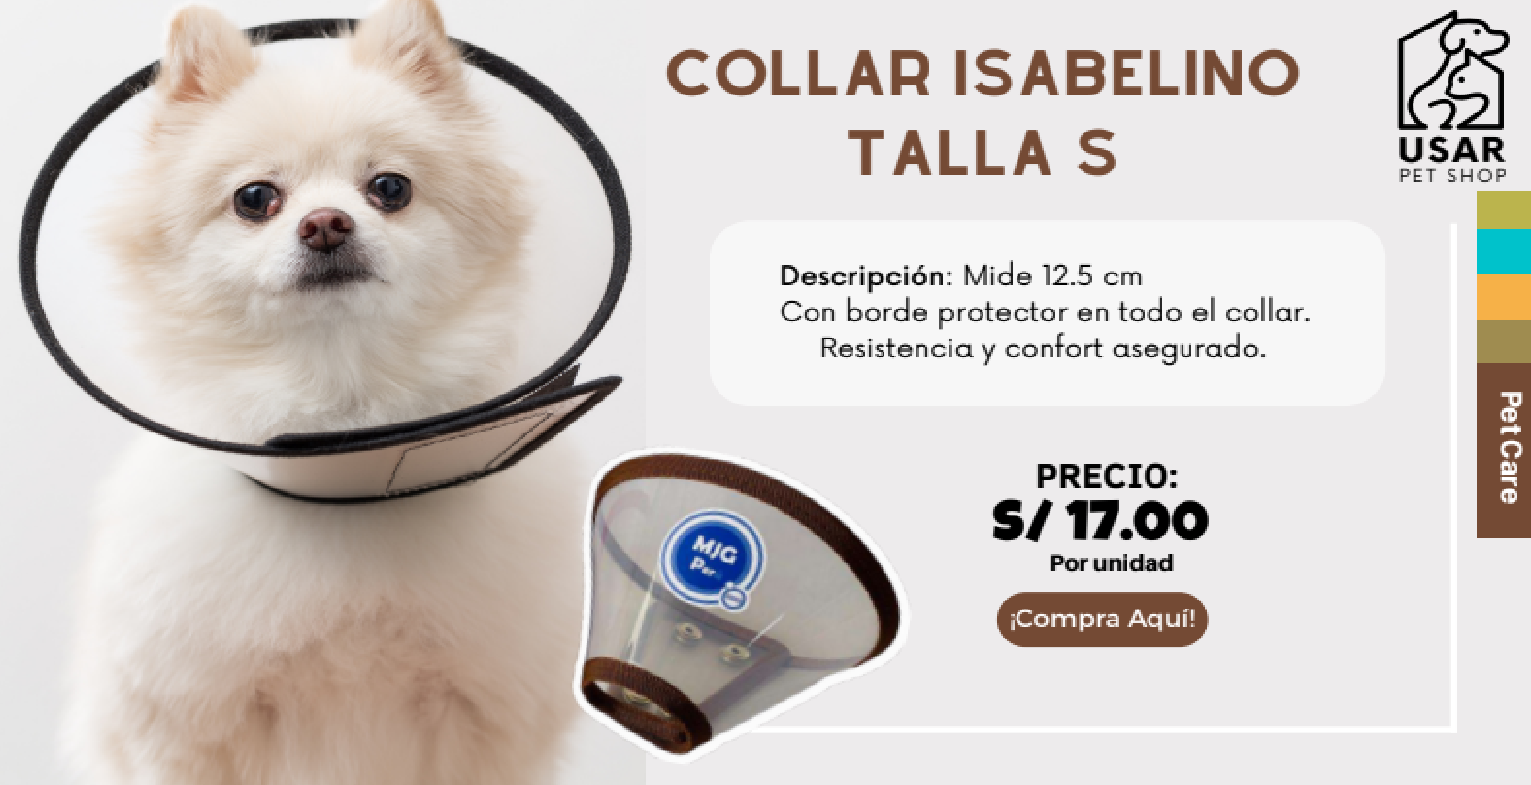 COLLAR ISABELINO
TALLA S
USAR
PET SHOP
Descripción: Mide 12.5 cm
Con borde protector en todo el collar.
Resistencia y confort asegurado.
Pet Care
PRECIO:
S/ 17.00
Por unidad
¡Compra Aquí!
MJG